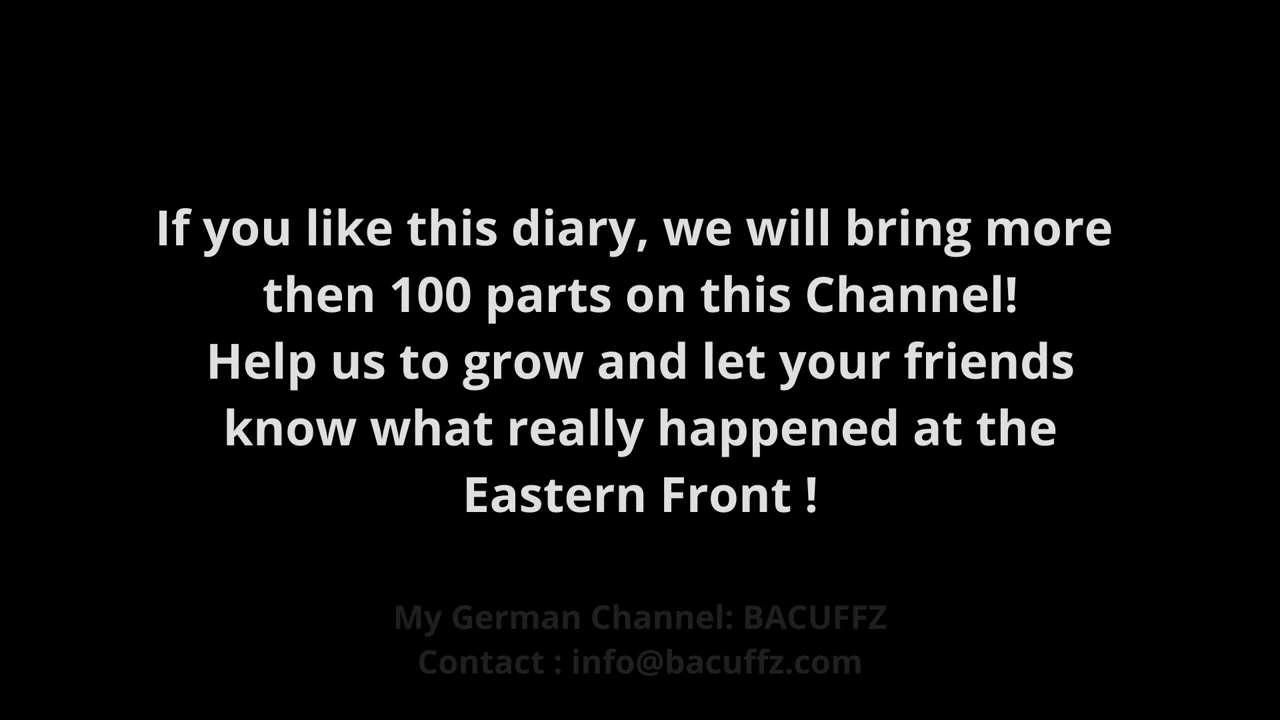 If you like this diary, we will bring more
then 100 parts on this Channel!
Help us to grow and let your friends
know what really happened at the
Eastern Front !
My German Channel: BACUFFZ
Contact : info@bacuffz.com